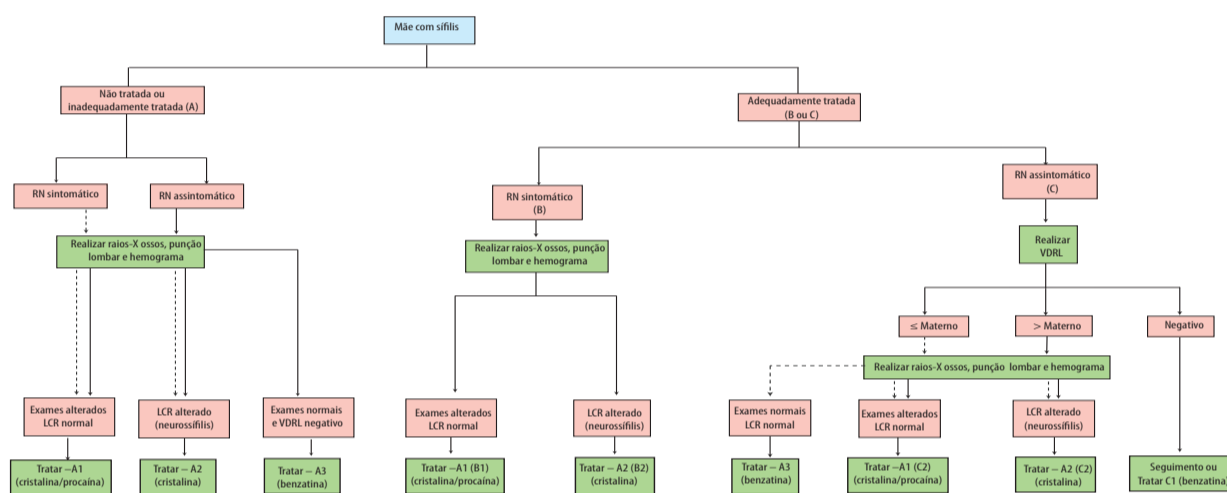 Mãe com sífilis
Não tratada ou
inadequadamente tratada (A)
Adequadamente tratada
(B ou C)
RN sintomático
RN assintomático
RN sintomático
(B)
RN assintomático
(C)
Realizar raios-X ossos, punção
lombar e hemograma
Realizar raios-X ossos, punção
lombar e hemograma
Realizar
VDRL
≤ Materno
> Materno
Negativo
Realizar raios-X ossos, punção lombar e hemograma
Exames alterados
LCR normal
LCR alterado
(neurossífilis)
Exames normais
e VDRL negativo
Exames alterados
LCR normal
LCR alterado
(neurossífilis)
Exames normais
LCR normal
Exames alterados
LCR normal
LCR alterado
(neurossífilis)
Tratar –A1
(cristalina/procaína)
Tratar – A2
(cristalina)
Tratar – A3
(benzatina)
Tratar –A1 (B1)
(cristalina/procaína)
Tratar – A2 (B2)
(cristalina)
Tratar – A3
(benzatina)
Tratar –A1 (C2)
(cristalina/procaína)
Tratar – A2 (C2)
(cristalina)
Seguimento ou
Tratar C1 (benzatina)